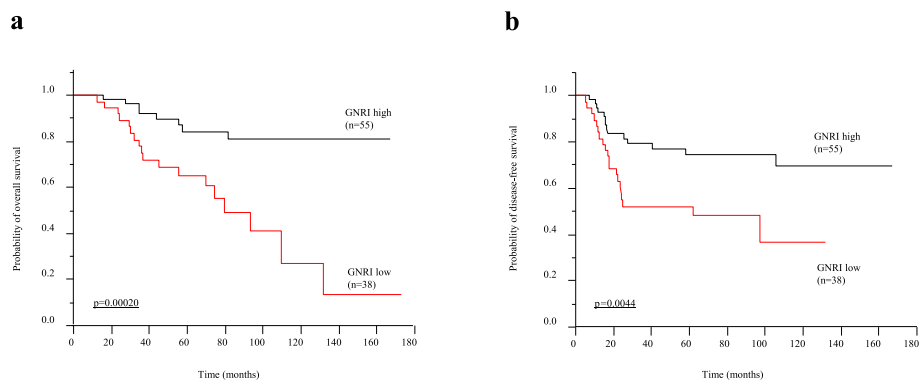 a
Probability of overall survival
1.0
0.8
0.6
0.4
0.2
0.0
GNRI high
(n=55)
GNRI low
(n=38)
p=0.00020
0 20 40 60 80 100 120 140 160 180
Time (months)
b
Probability of disease-free survival
1.0
0.8
0.6
0.4
0.2
0.0
GNRI high
(n=55)
GNRI low
(n=38)
p=0.0044
0 20 40 60 80 100 120 140 160 180
Time (months)